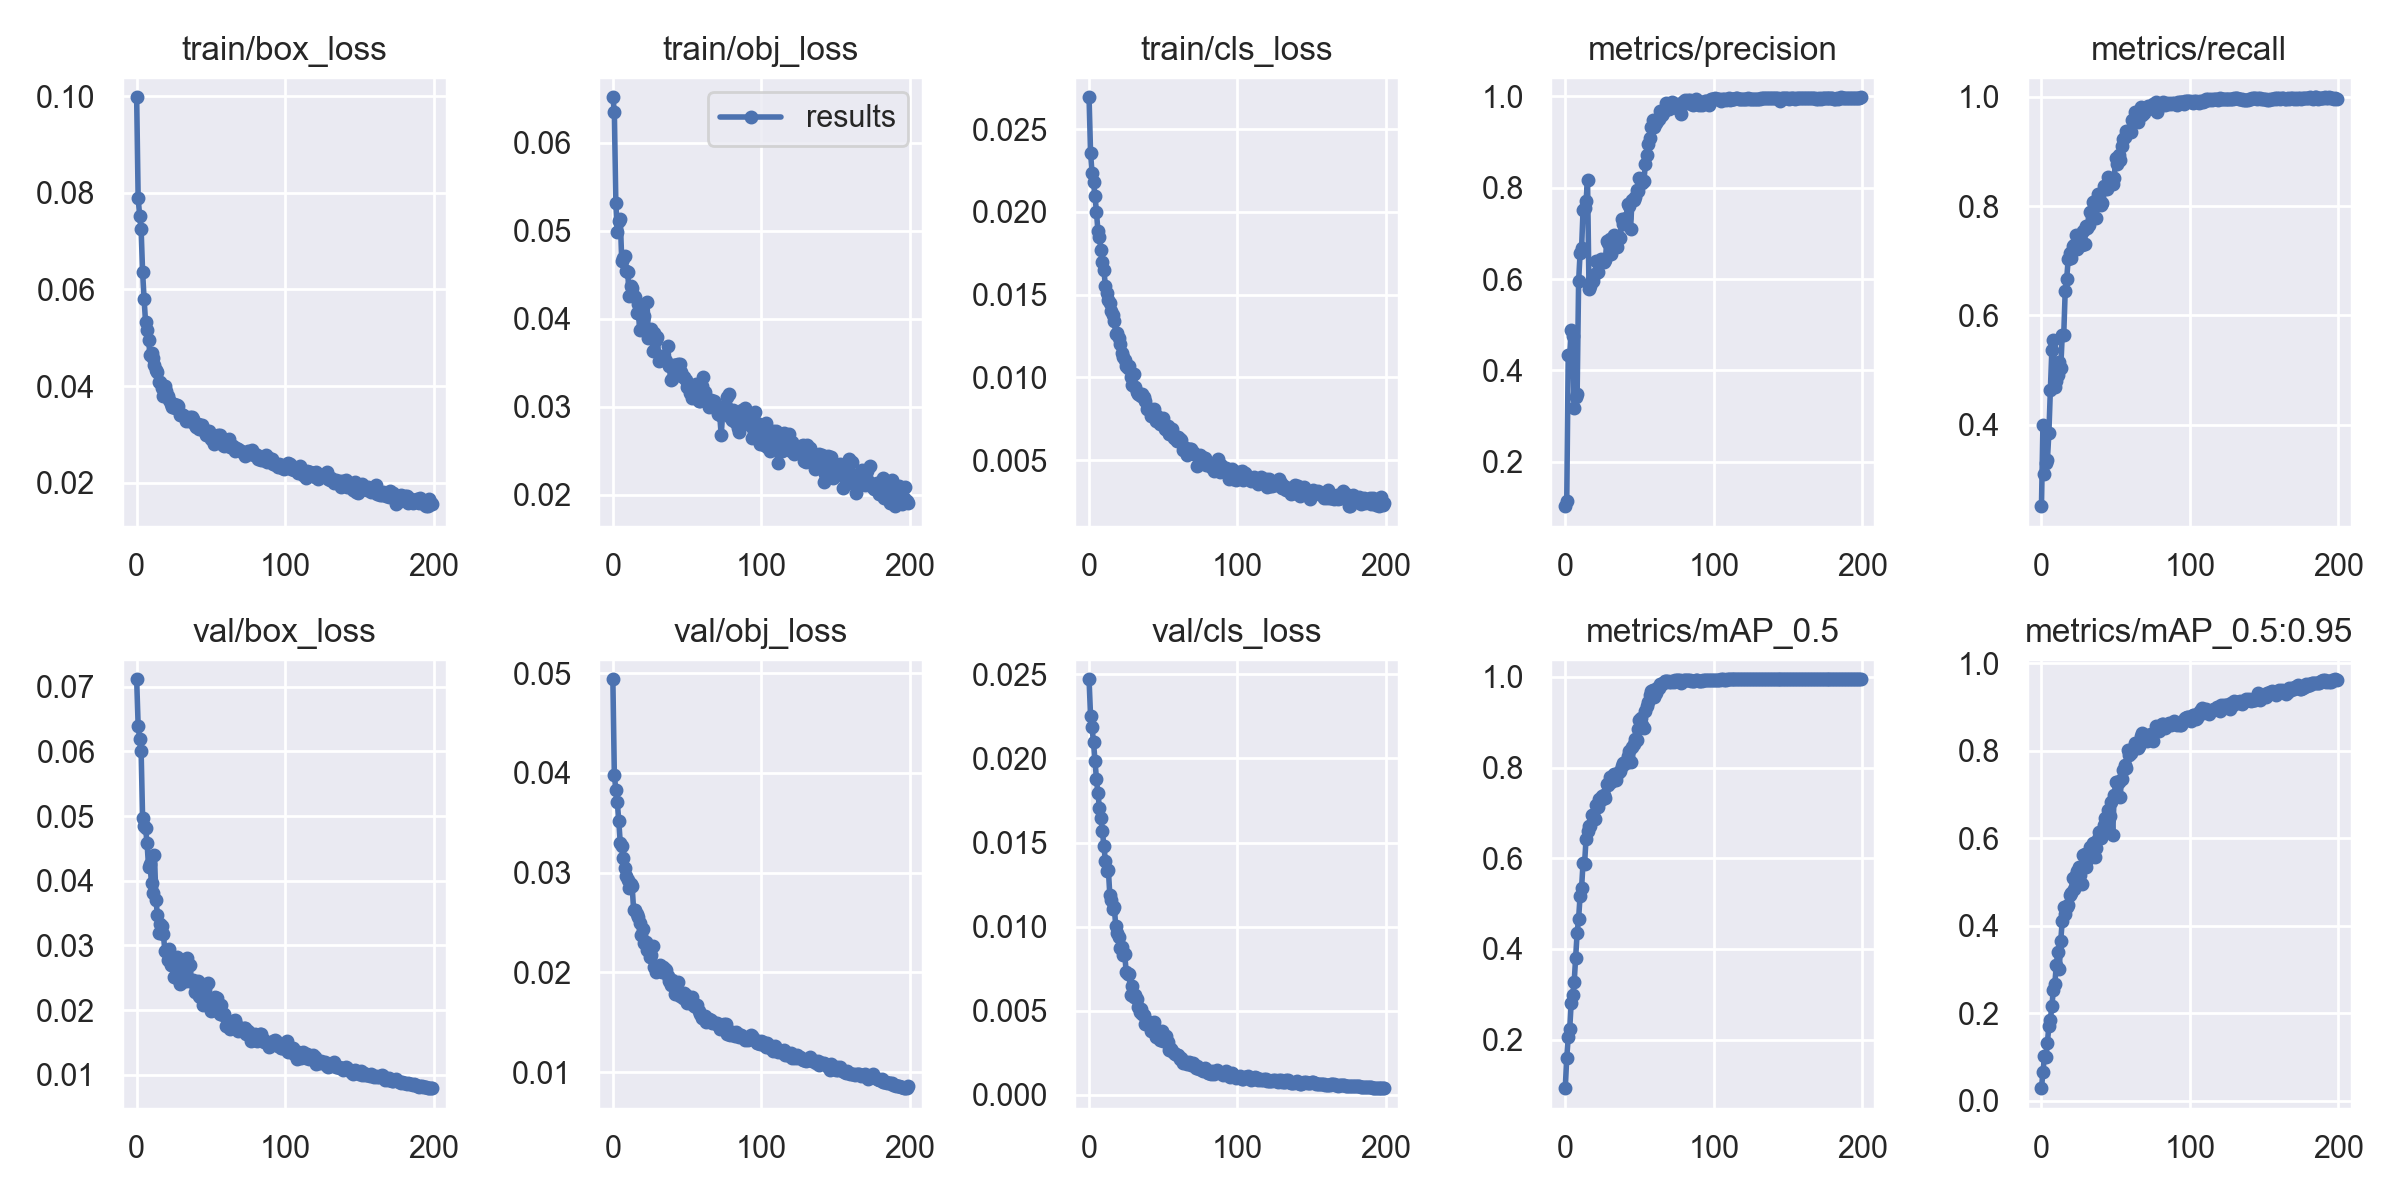 train/box_loss
0.10
0.08
0.06
0.04
0.02
0 100 200
train/obj_loss
results
0.06
0.05
0.04
0.03
0.02
0 100 200
train/cls_loss
0.025
0.020
0.015
0.010
0.005
0 100 200
metrics/precision
1.0
0.8
0.6
0.4
0.2
0 100 200
metrics/recall
1.0
0.8
0.6
0.4
0 100 200
val/box_loss
0.07
0.06
0.05
0.04
0.03
0.02
0.01
0 100 200
val/obj_loss
0.05
0.04
0.03
0.02
0.01
0 100 200
val/cls_loss
0.025
0.020
0.015
0.010
0.005
0.000
0 100 200
metrics/mAP_0.5
1.0
0.8
0.6
0.4
0.2
0 100 200
metrics/mAP_0.5:0.95
1.0
0.8
0.6
0.4
0.2
0.0
0 100 200